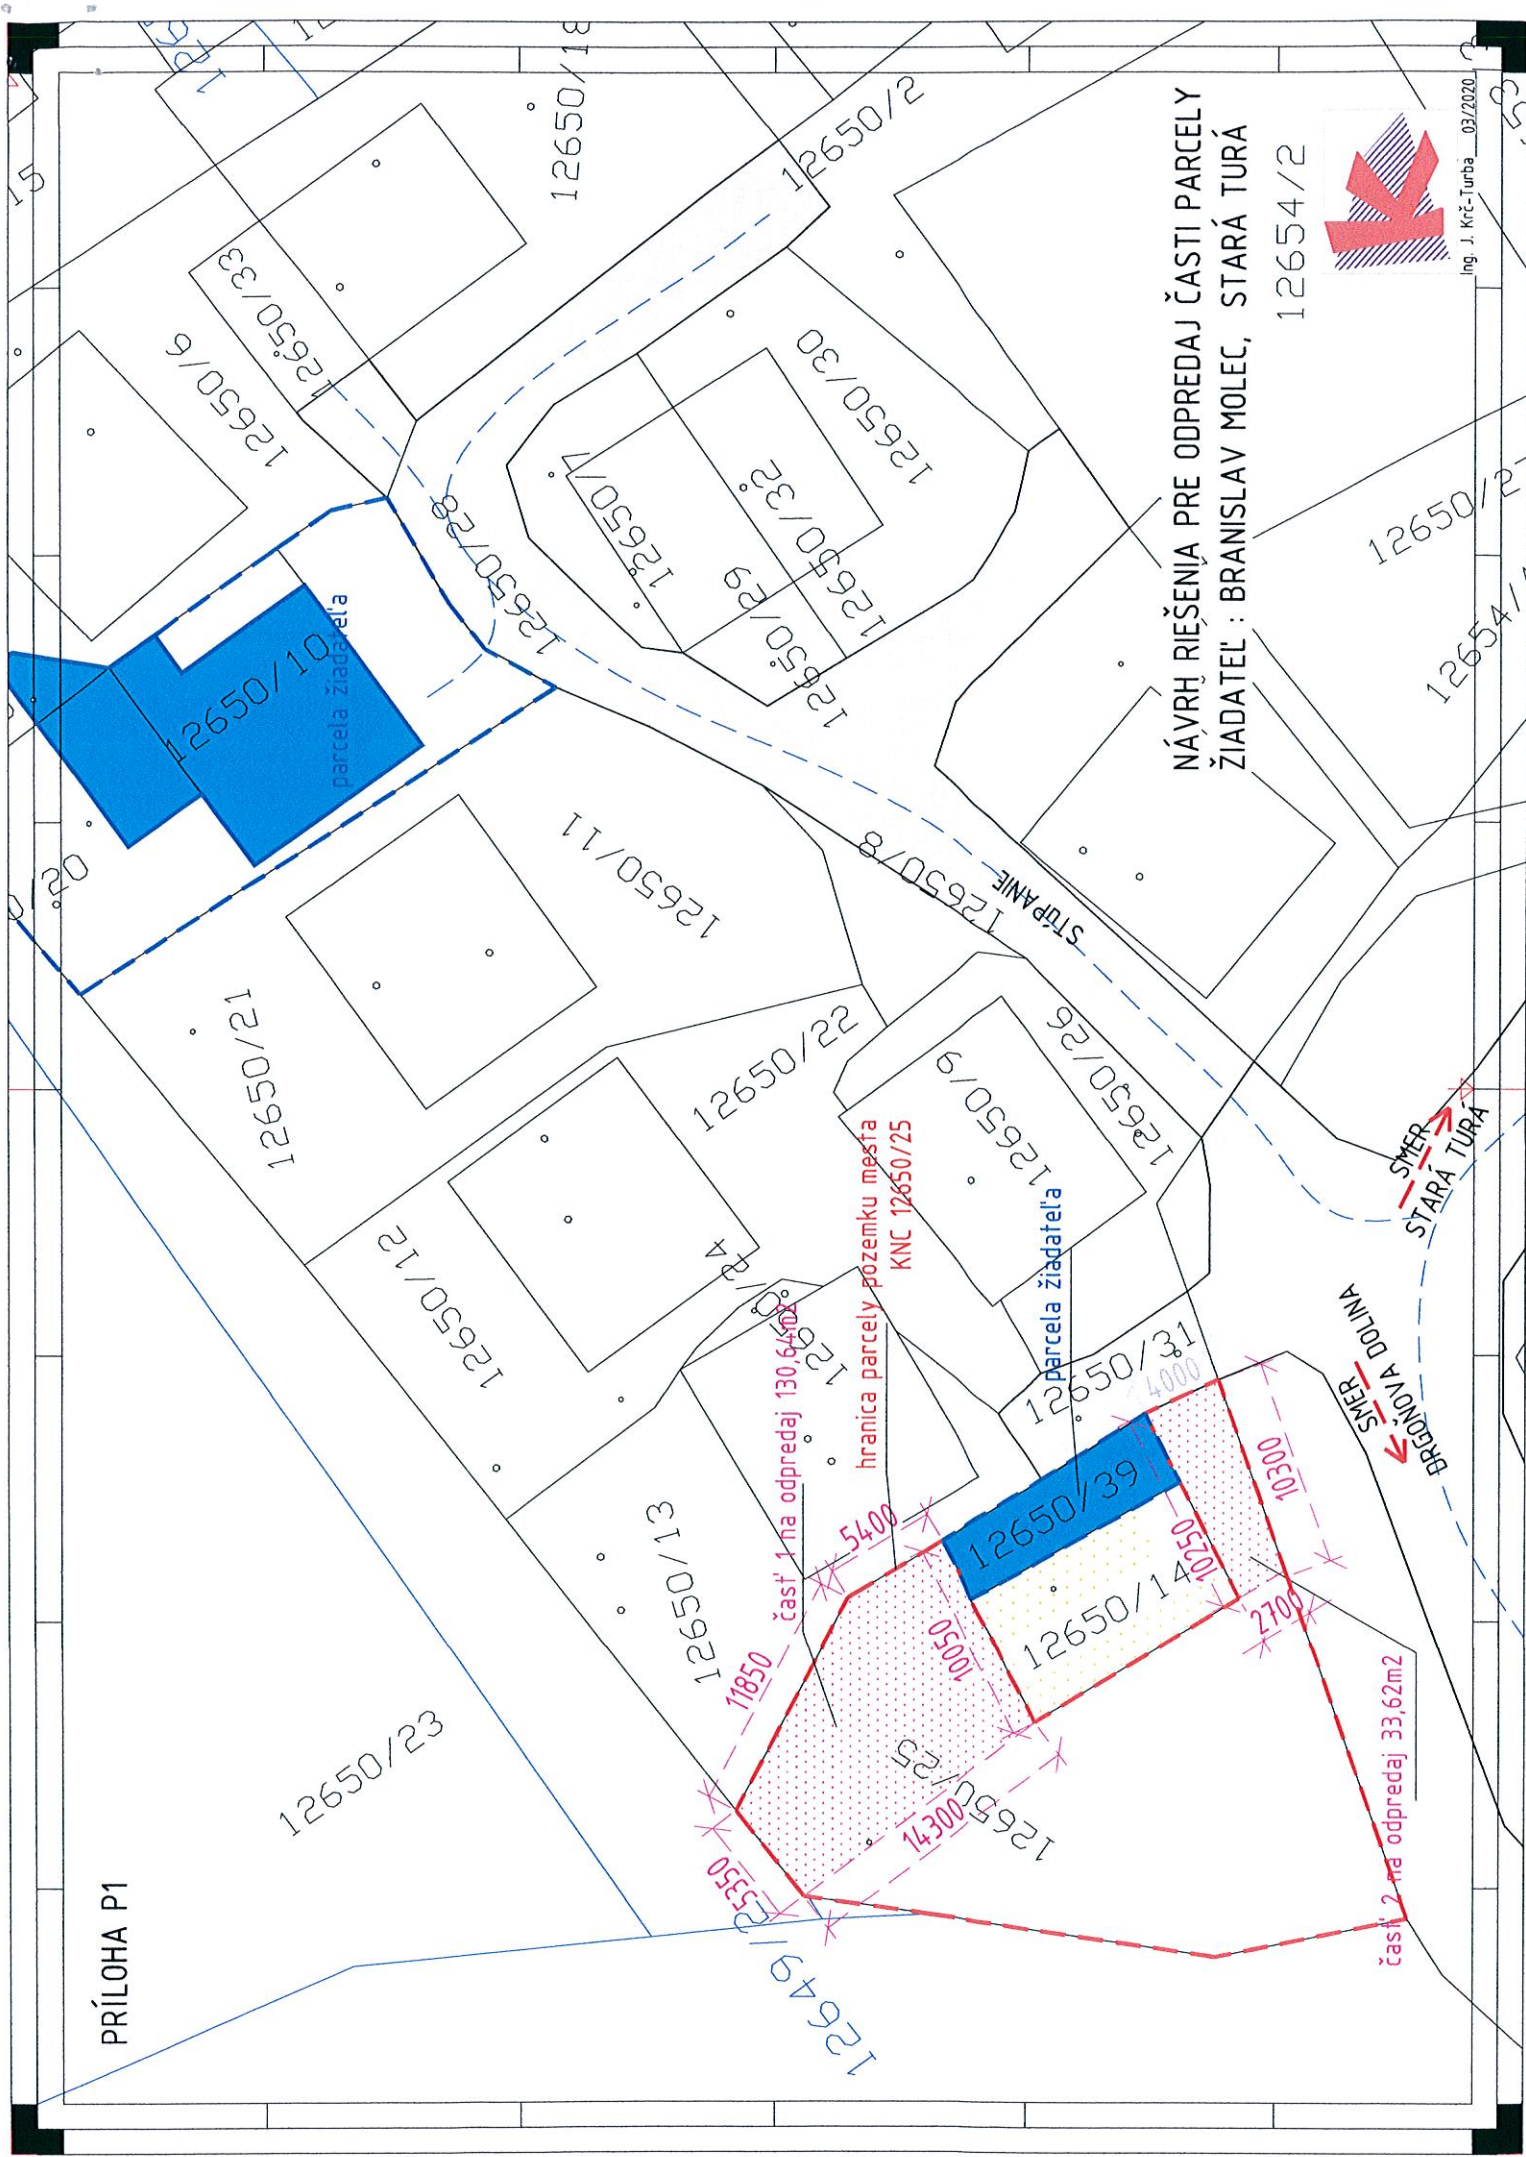 PRÍLOHA P1
12650/23
12649/2
12650/21
12650/12
12650/13
12650/6
12650/33
12650/18
12650/2
12650/10
parcela žiadateľa
20
15
12650/28
12650/7
12650/32
12650/29
12650/30
12650/11
12650/22
12650/24
12650/8
STÚPANIE
12650/9
12650/26
hranica parcely pozemku mesta
KNC 12650/25
parcela žiadateľa
časť 1 na odpredaj 130,64m2
12650/31
12650/39
12650/14
12650/25
11850
5350
5400
10050
14300
4000
10250
10300
2700
časť 2 na odpredaj 33,62m2
SMER
STARÁ TURÁ
SMER
DRGOŇOVA DOLINA
NÁVRH RIEŠENIA PRE ODPREDAJ ČASTI PARCELY
ŽIADATEĽ : BRANISLAV MOLEC, STARÁ TURÁ
12654/2
12650/2
12654/
Ing. J. Krč-Turba 03/2020